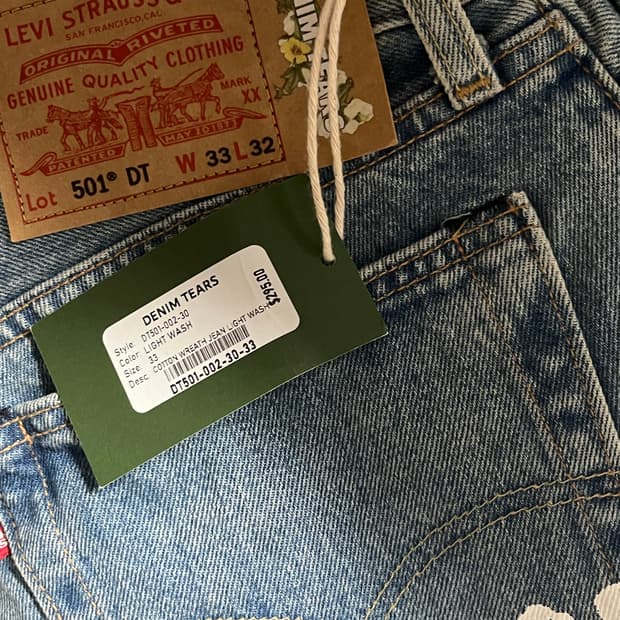 LEVI STRAUSS &
SAN FRANCISCO, CAL.
ORIGINAL RIVETED
GENUINE QUALITY CLOTHING
TRADE MARK
XX
PATENTED MAY 20 1873
Lot 501® DT W 33 L 32
DENIM TEARS
$295.00
Style: DT501-002-30
Color: LIGHT WASH
Size: 33
Desc: COTTON WREATH JEAN LIGHT WASH
DT501-002-30-33